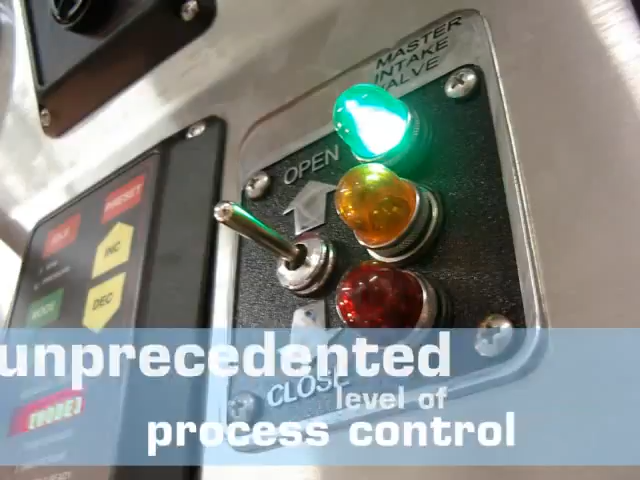 MASTER
INTAKE
VALVE
OPEN
PRESET
INC
DEC
CLOSE
unprecedented
level of
process control